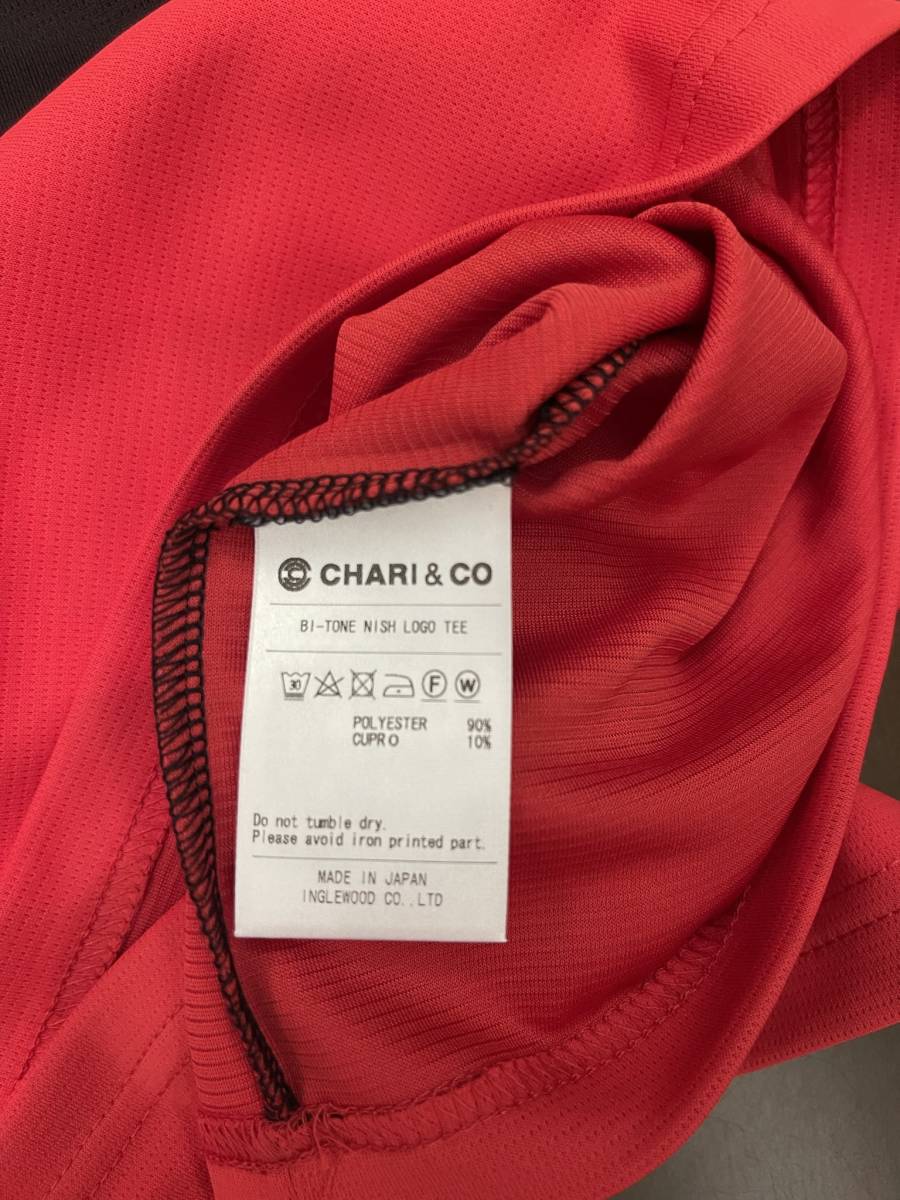 CHARI & CO
BI-TONE NISH LOGO TEE
30 F W
POLYESTER 90%
CUPRO 10%
Do not tumble dry.
Please avoid iron printed part.
MADE IN JAPAN
INGLEWOOD CO.,LTD